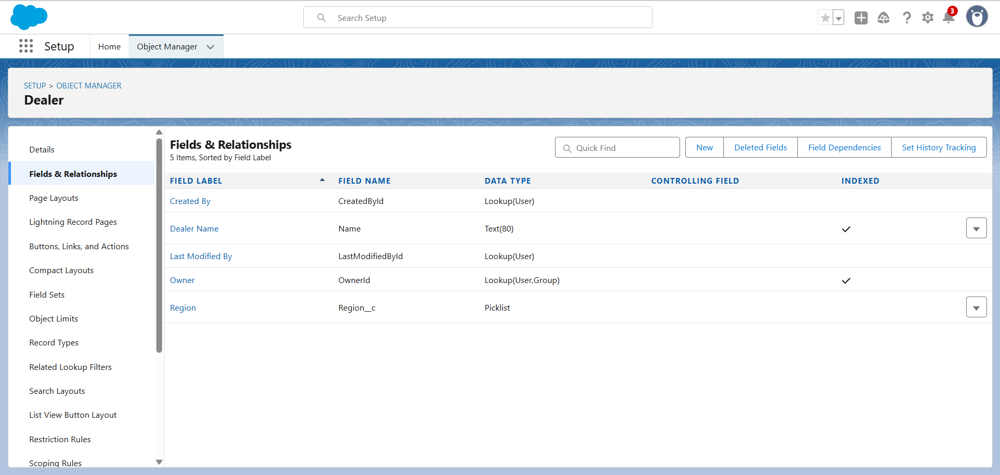 Search Setup
3
Setup
Home
Object Manager
SETUP > OBJECT MANAGER
Dealer
Details
Fields & Relationships
Page Layouts
Lightning Record Pages
Buttons, Links, and Actions
Compact Layouts
Field Sets
Object Limits
Record Types
Related Lookup Filters
Search Layouts
List View Button Layout
Restriction Rules
Scoping Rules
Fields & Relationships
5 Items, Sorted by Field Label
Quick Find
New
Deleted Fields
Field Dependencies
Set History Tracking
FIELD LABEL FIELD NAME DATA TYPE CONTROLLING FIELD INDEXED
Created By CreatedById Lookup(User)
Dealer Name Name Text(80)
Last Modified By LastModifiedById Lookup(User)
Owner OwnerId Lookup(User,Group)
Region Region__c Picklist